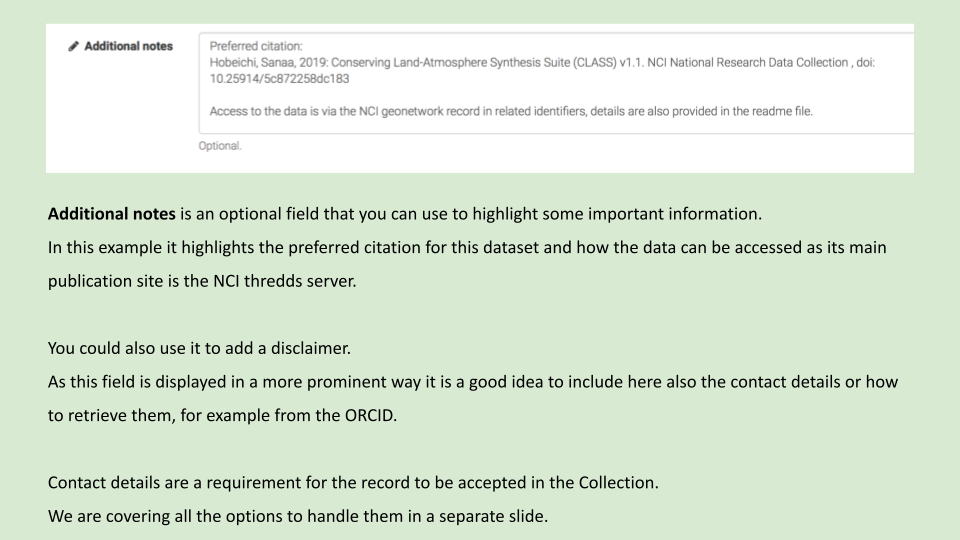 Additional notes
Preferred citation:
Hobeichi, Sanaa, 2019: Conserving Land-Atmosphere Synthesis Suite (CLASS) v1.1. NCI National Research Data Collection , doi:
10.25914/5c872258dc183
Access to the data is via the NCI geonetwork record in related identifiers, details are also provided in the readme file.
Optional.
Additional notes is an optional field that you can use to highlight some important information.
In this example it highlights the preferred citation for this dataset and how the data can be accessed as its main
publication site is the NCI thredds server.
You could also use it to add a disclaimer.
As this field is displayed in a more prominent way it is a good idea to include here also the contact details or how
to retrieve them, for example from the ORCID.
Contact details are a requirement for the record to be accepted in the Collection.
We are covering all the options to handle them in a separate slide.